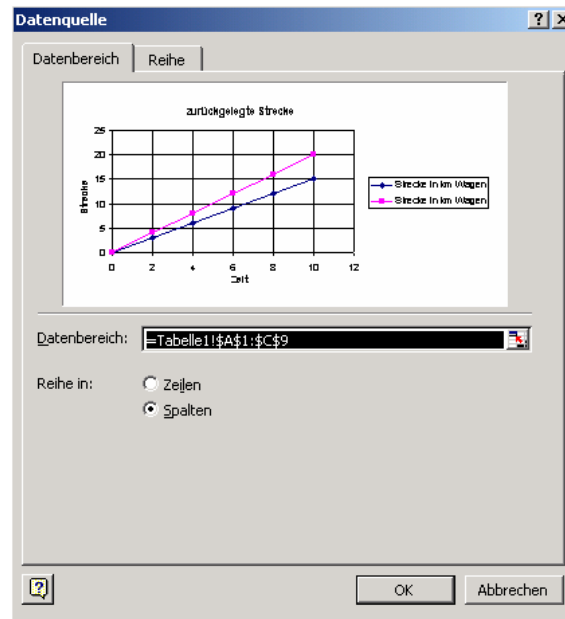 Datenquelle
Datenbereich
Reihe
zurückgelegte Strecke
25
20
15
10
5
0
Strecke
0 2 4 6 8 10 12
Zeit
Strecke in km Wagen
Strecke in km Wagen
Datenbereich: =Tabelle1!$A$1:$C$9
Reihe in: Zeilen
Spalten
OK Abbrechen